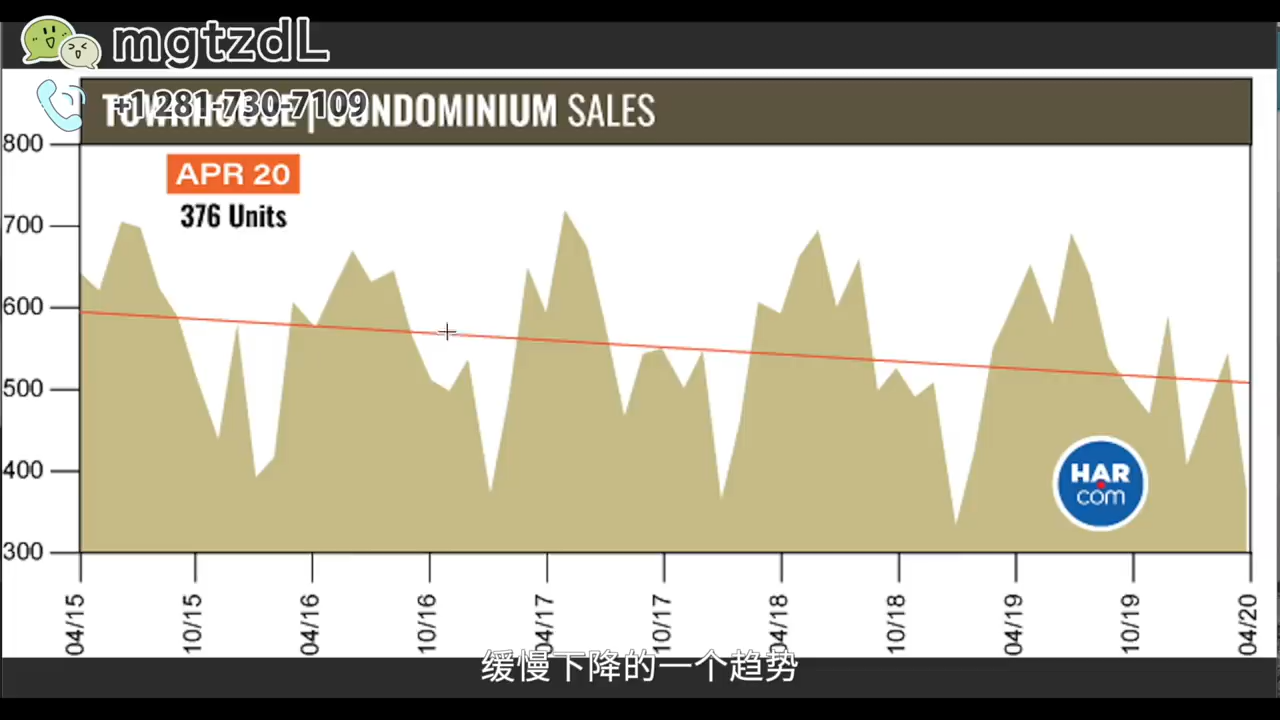 mgtzdL
+1 281-730-7109
TOWNHOUSE | CONDOMINIUM SALES
APR 20
376 Units
800
700
600
500
400
300
HAR
com
04/15
10/15
04/16
10/16
04/17
10/17
04/18
10/18
04/19
10/19
04/20
缓慢下降的一个趋势